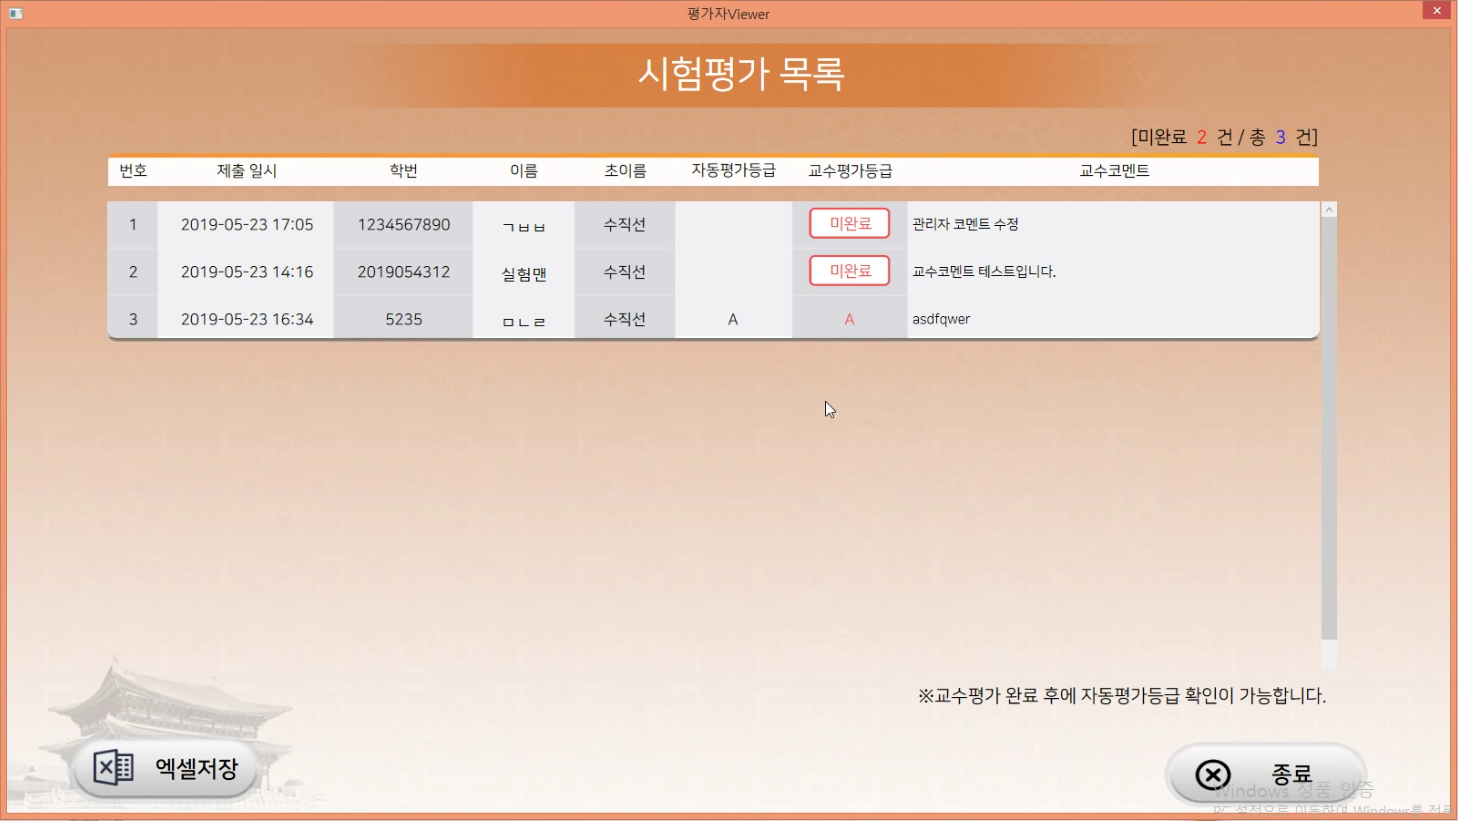 평가자Viewer
시험평가 목록
[미완료 2 건 / 총 3 건]
번호 제출 일시 학번 이름 초이름 자동평가등급 교수평가등급 교수코멘트
1 2019-05-23 17:05 1234567890 ㄱㅂㅂ 수직선 미완료 관리자 코멘트 수정
2 2019-05-23 14:16 2019054312 실험맨 수직선 미완료 교수코멘트 테스트입니다.
3 2019-05-23 16:34 5235 ㅁㄴㄹ 수직선 A A asdfqwer
※교수평가 완료 후에 자동평가등급 확인이 가능합니다.
엑셀저장
종료
Windows 정품 인증
PC 설정으로 이동하여 Windows를